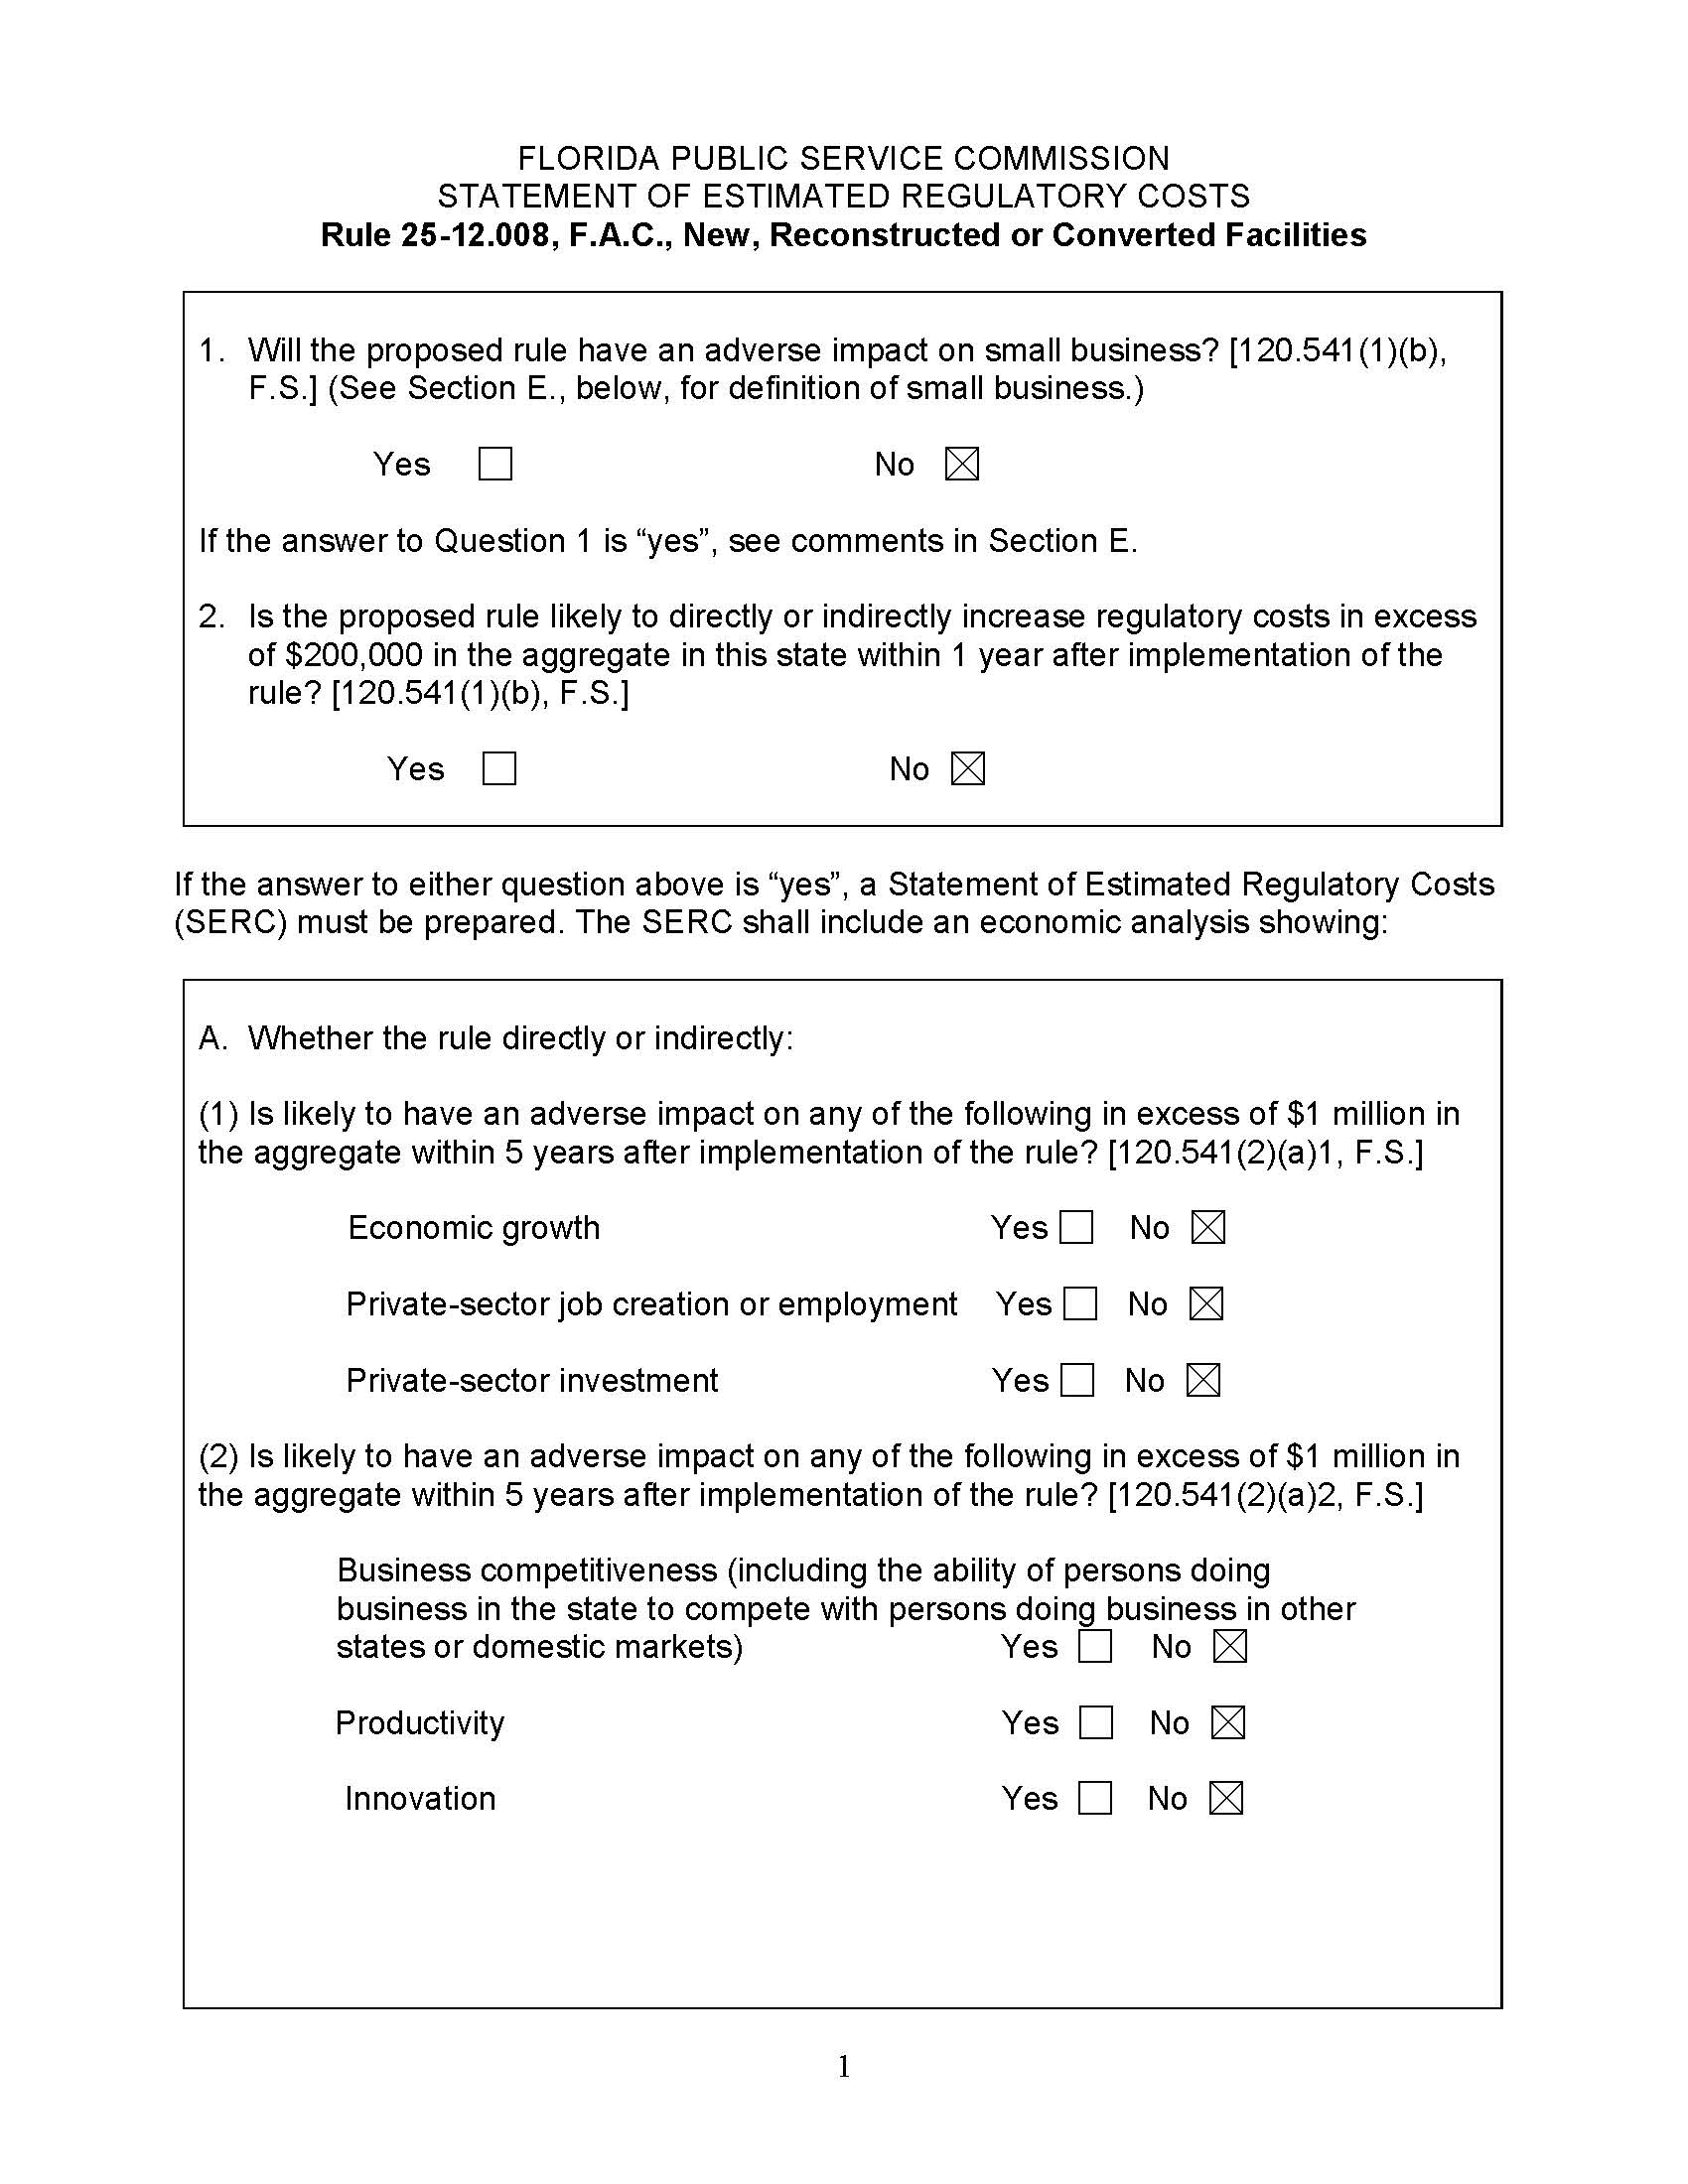 FLORIDA PUBLIC SERVICE COMMISSION
STATEMENT OF ESTIMATED REGULATORY COSTS
Rule 25-12.008, F.A.C., New, Reconstructed or Converted Facilities
1. Will the proposed rule have an adverse impact on small business? [120.541(1)(b),
F.S.] (See Section E., below, for definition of small business.)
Yes ☐ No ☒
If the answer to Question 1 is “yes”, see comments in Section E.
2. Is the proposed rule likely to directly or indirectly increase regulatory costs in excess
of $200,000 in the aggregate in this state within 1 year after implementation of the
rule? [120.541(1)(b), F.S.]
Yes ☐ No ☒
If the answer to either question above is “yes”, a Statement of Estimated Regulatory Costs
(SERC) must be prepared. The SERC shall include an economic analysis showing:
A. Whether the rule directly or indirectly:
(1) Is likely to have an adverse impact on any of the following in excess of $1 million in
the aggregate within 5 years after implementation of the rule? [120.541(2)(a)1, F.S.]
Economic growth Yes ☐ No ☒
Private-sector job creation or employment Yes ☐ No ☒
Private-sector investment Yes ☐ No ☒
(2) Is likely to have an adverse impact on any of the following in excess of $1 million in
the aggregate within 5 years after implementation of the rule? [120.541(2)(a)2, F.S.]
Business competitiveness (including the ability of persons doing
business in the state to compete with persons doing business in other
states or domestic markets) Yes ☐ No ☒
Productivity Yes ☐ No ☒
Innovation Yes ☐ No ☒
1